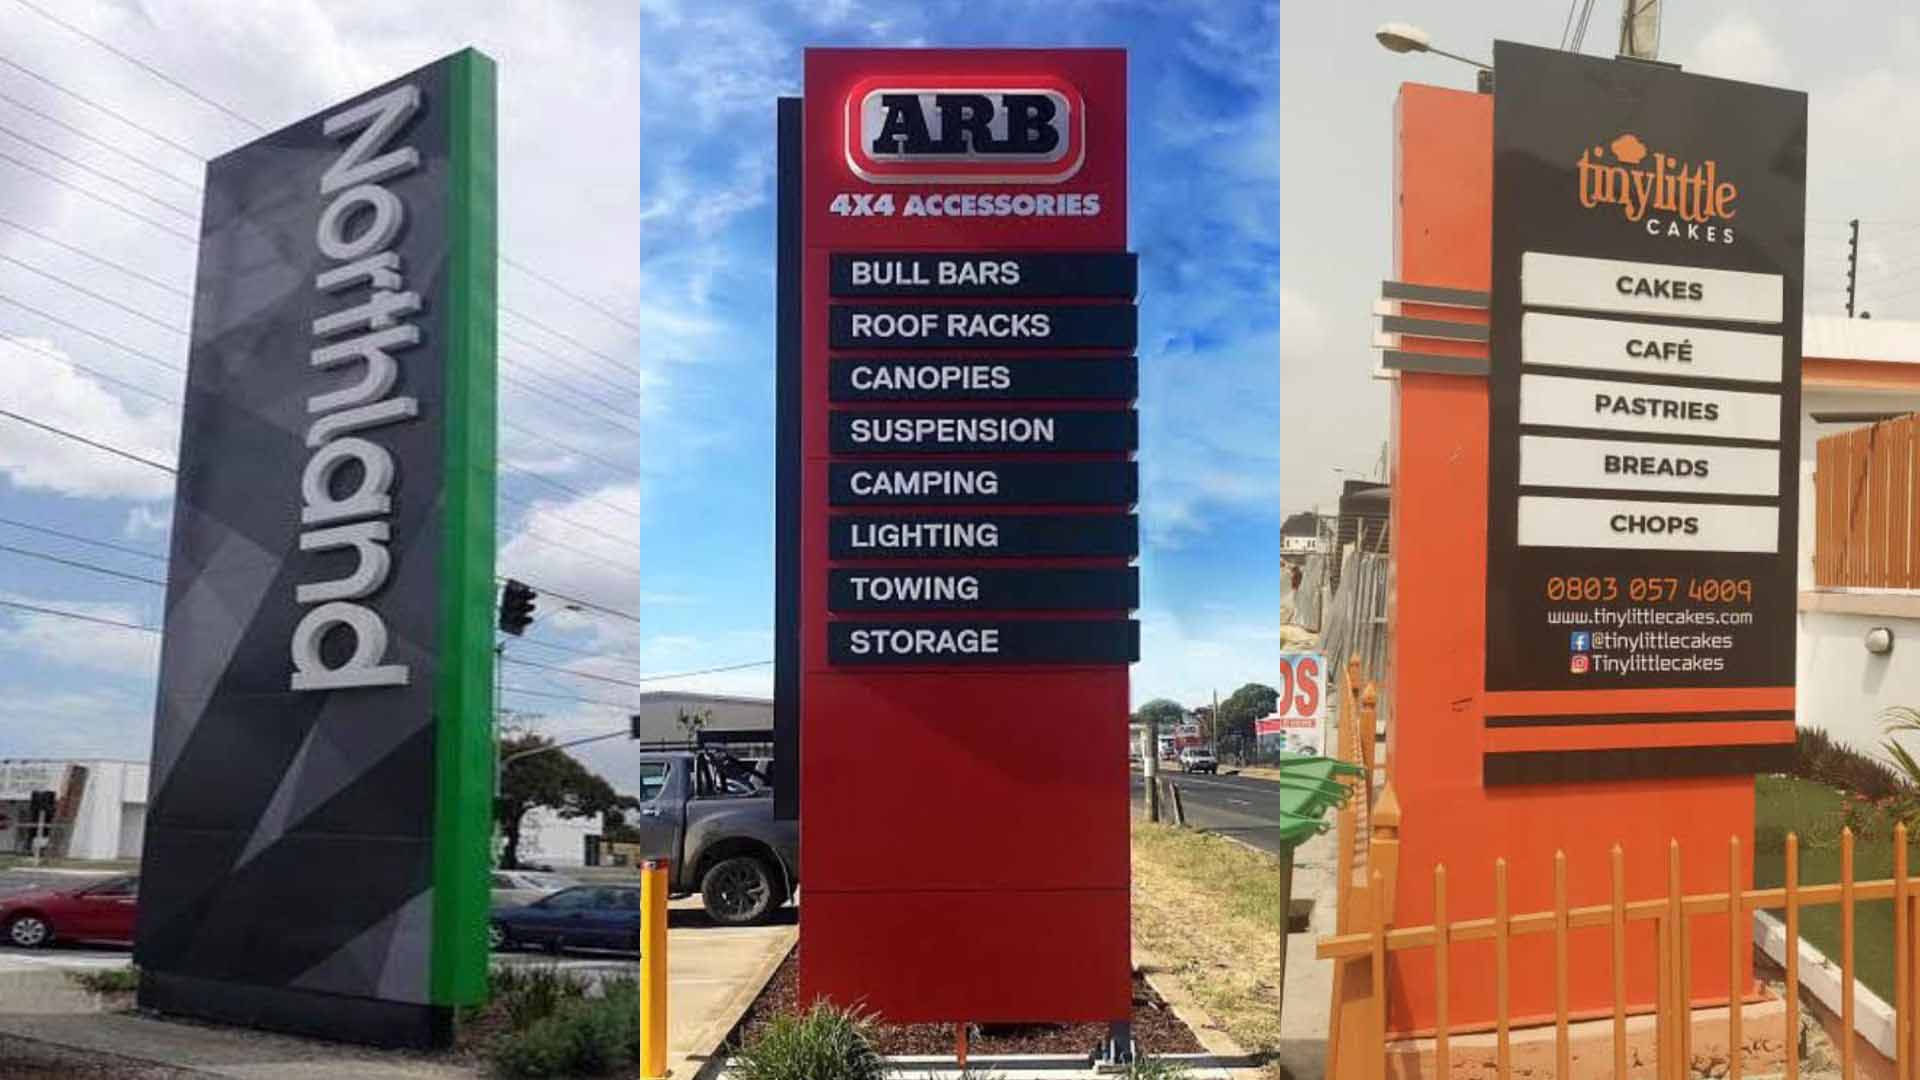 Northland
ARB
4X4 ACCESSORIES
BULL BARS
ROOF RACKS
CANOPIES
SUSPENSION
CAMPING
LIGHTING
TOWING
STORAGE
tinylittle
CAKES
CAKES
CAFÉ
PASTRIES
BREADS
CHOPS
0803 057 4009
www.tinylittlecakes.com
@tinylittlecakes
Tinylittlecakes
OS